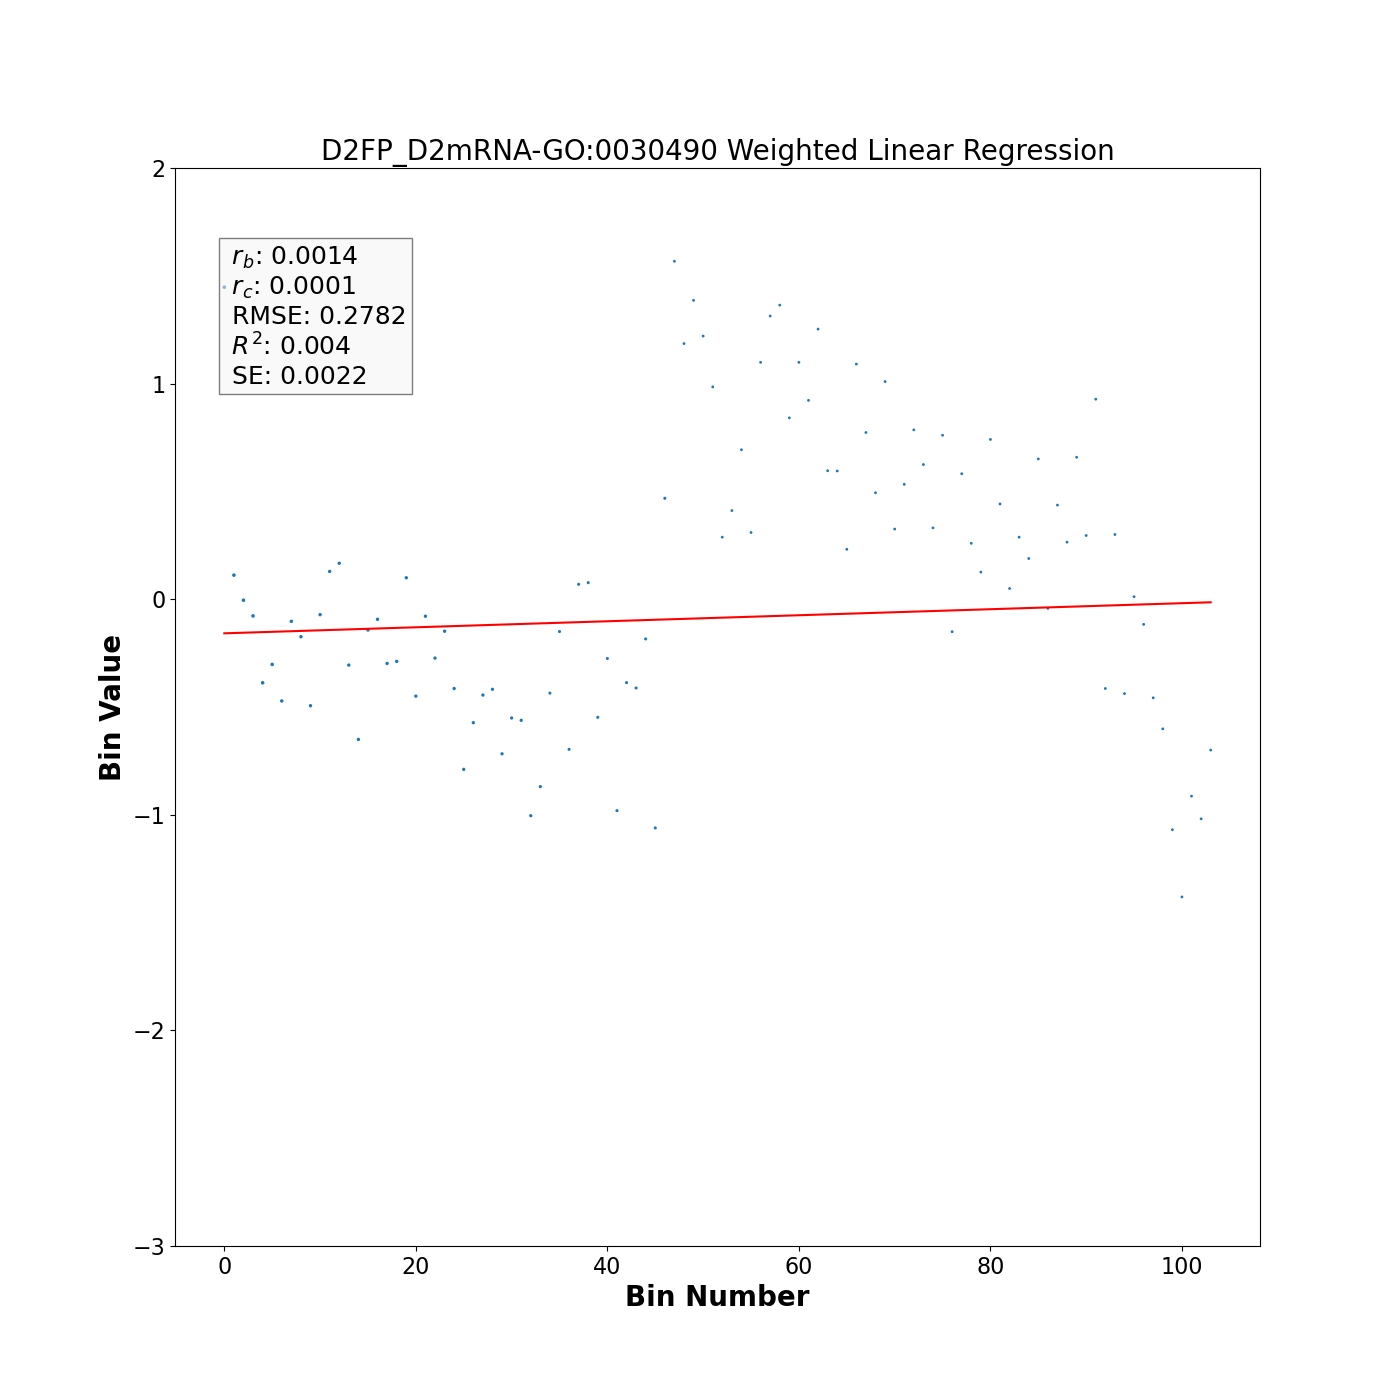 D2FP_D2mRNA-GO:0030490 Weighted Linear Regression
2
r_b: 0.0014
r_c: 0.0001
RMSE: 0.2782
R²: 0.004
SE: 0.0022
1
0
−1
−2
−3
Bin Value
0 20 40 60 80 100
Bin Number